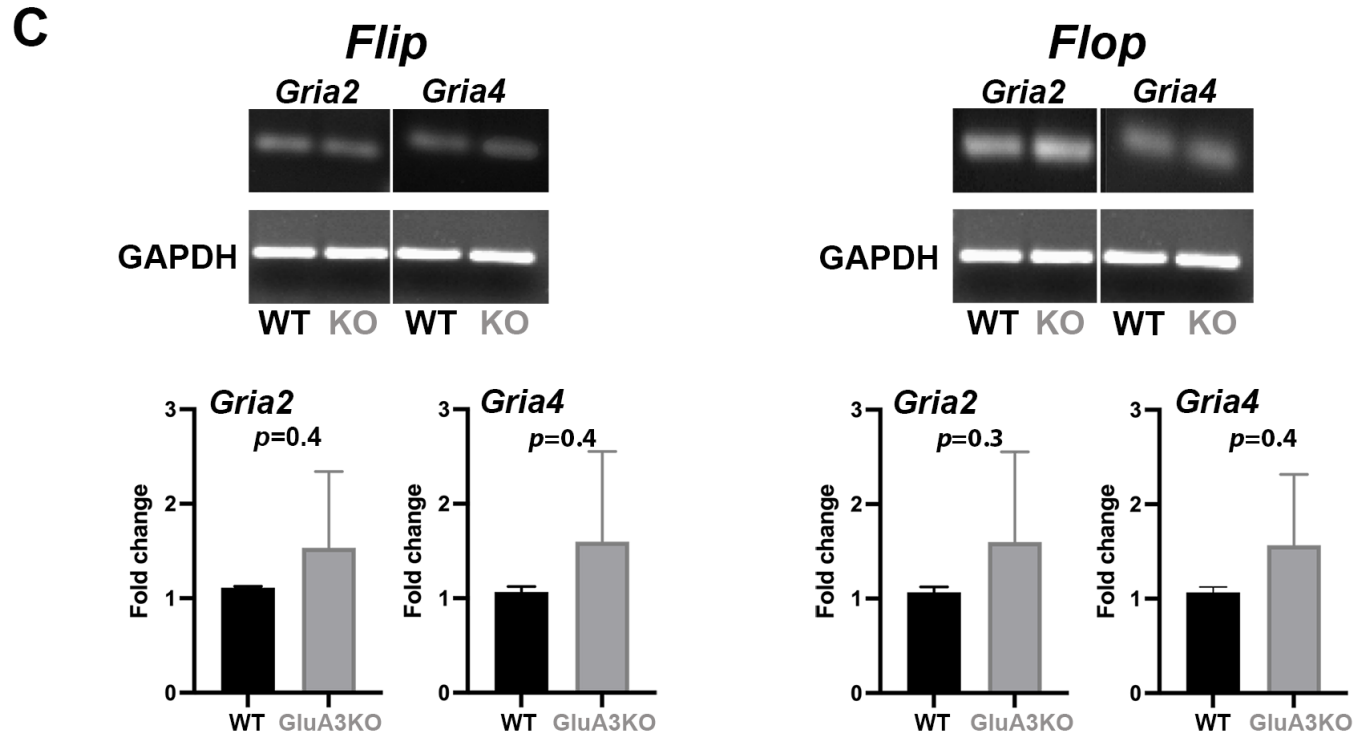 C
Flip
Flop
Gria2 Gria4
Gria2 Gria4
GAPDH
GAPDH
WT KO WT KO
WT KO WT KO
Gria2
p=0.4
Fold change
3
2
1
0
WT GluA3KO
Gria4
p=0.4
Fold change
3
2
1
0
WT GluA3KO
Gria2
p=0.3
Fold change
3
2
1
0
WT GluA3KO
Gria4
p=0.4
Fold change
3
2
1
0
WT GluA3KO